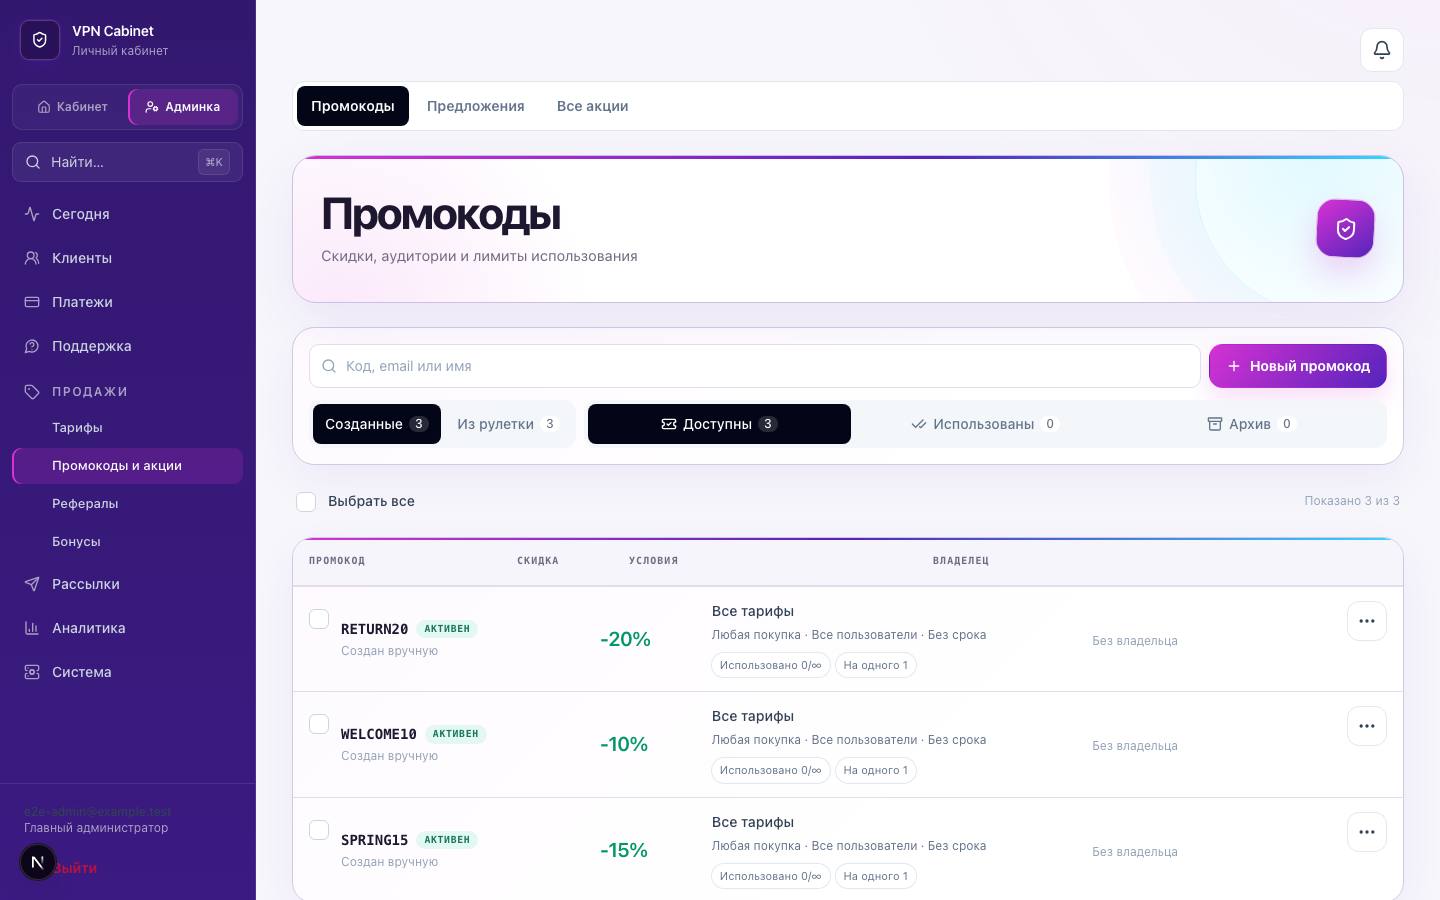 VPN Cabinet
Личный кабинет
Кабинет
Админка
Найти...
⌘K
Сегодня
Клиенты
Платежи
Поддержка
ПРОДАЖИ
Тарифы
Промокоды и акции
Рефералы
Бонусы
Рассылки
Аналитика
Система
e2e-admin@example.test
Главный администратор
N
Выйти
Промокоды
Предложения
Все акции
Промокоды
Скидки, аудитории и лимиты использования
Код, email или имя
+ Новый промокод
Созданные 3
Из рулетки 3
Доступны 3
Использованы 0
Архив 0
Выбрать все
Показано 3 из 3
ПРОМОКОД
СКИДКА
УСЛОВИЯ
ВЛАДЕЛЕЦ
RETURN20 АКТИВЕН
Создан вручную
-20%
Все тарифы
Любая покупка · Все пользователи · Без срока
Использовано 0/∞
На одного 1
Без владельца
WELCOME10 АКТИВЕН
Создан вручную
-10%
Все тарифы
Любая покупка · Все пользователи · Без срока
Использовано 0/∞
На одного 1
Без владельца
SPRING15 АКТИВЕН
Создан вручную
-15%
Все тарифы
Любая покупка · Все пользователи · Без срока
Использовано 0/∞
На одного 1
Без владельца